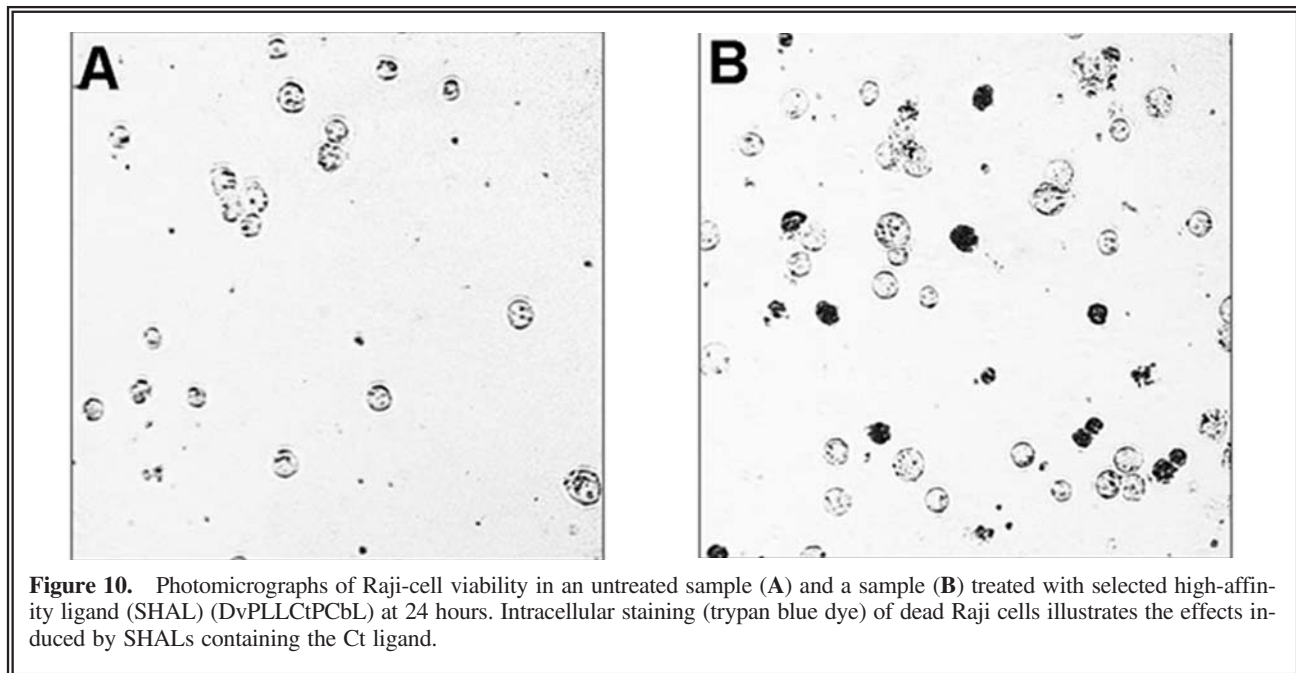 A
B
Figure 10. Photomicrographs of Raji-cell viability in an untreated sample (A) and a sample (B) treated with selected high-affin-
ity ligand (SHAL) (DvPLLCtPCbL) at 24 hours. Intracellular staining (trypan blue dye) of dead Raji cells illustrates the effects in-
duced by SHALs containing the Ct ligand.